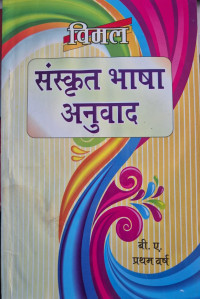 विमल
संस्कृत भाषा
अनुवाद
बी. ए.
प्रथम वर्ष